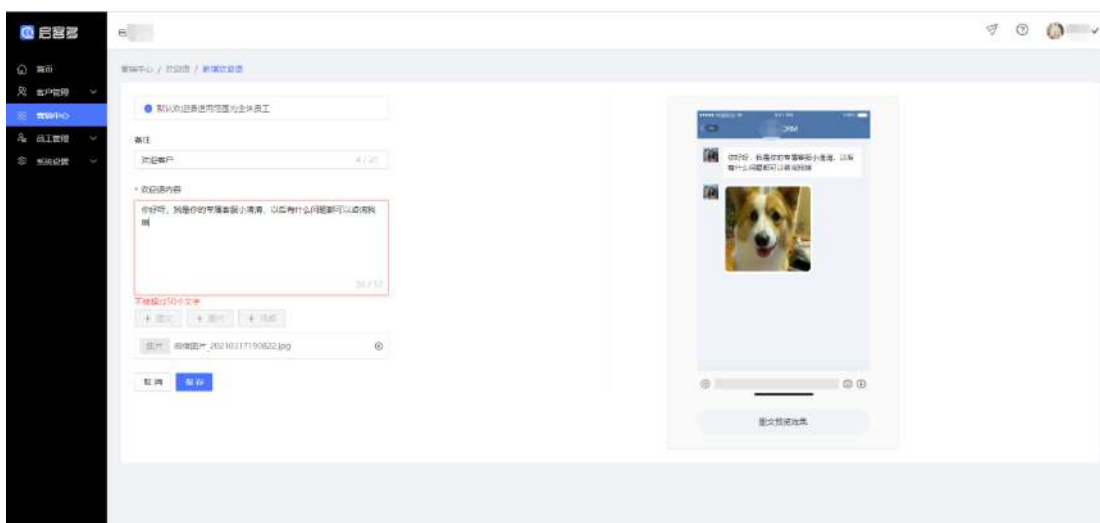 启客多
首页
客户管理
营销中心
员工管理
系统设置
营销中心 / 欢迎语 / 新增欢迎语
默认欢迎语适用范围为全体员工
备注
欢迎客户
4 / 20
* 欢迎语内容
你好呀，我是你的专属客服小清清，以后有什么问题都可以咨询我
不能超过50个文字
+ 图文
+ 图片
+ 视频
图片
微信图片_20210317190822.jpg
取 消
保 存
你好呀，我是你的专属客服小清清，以后
有什么问题都可以咨询我
图文预览效果